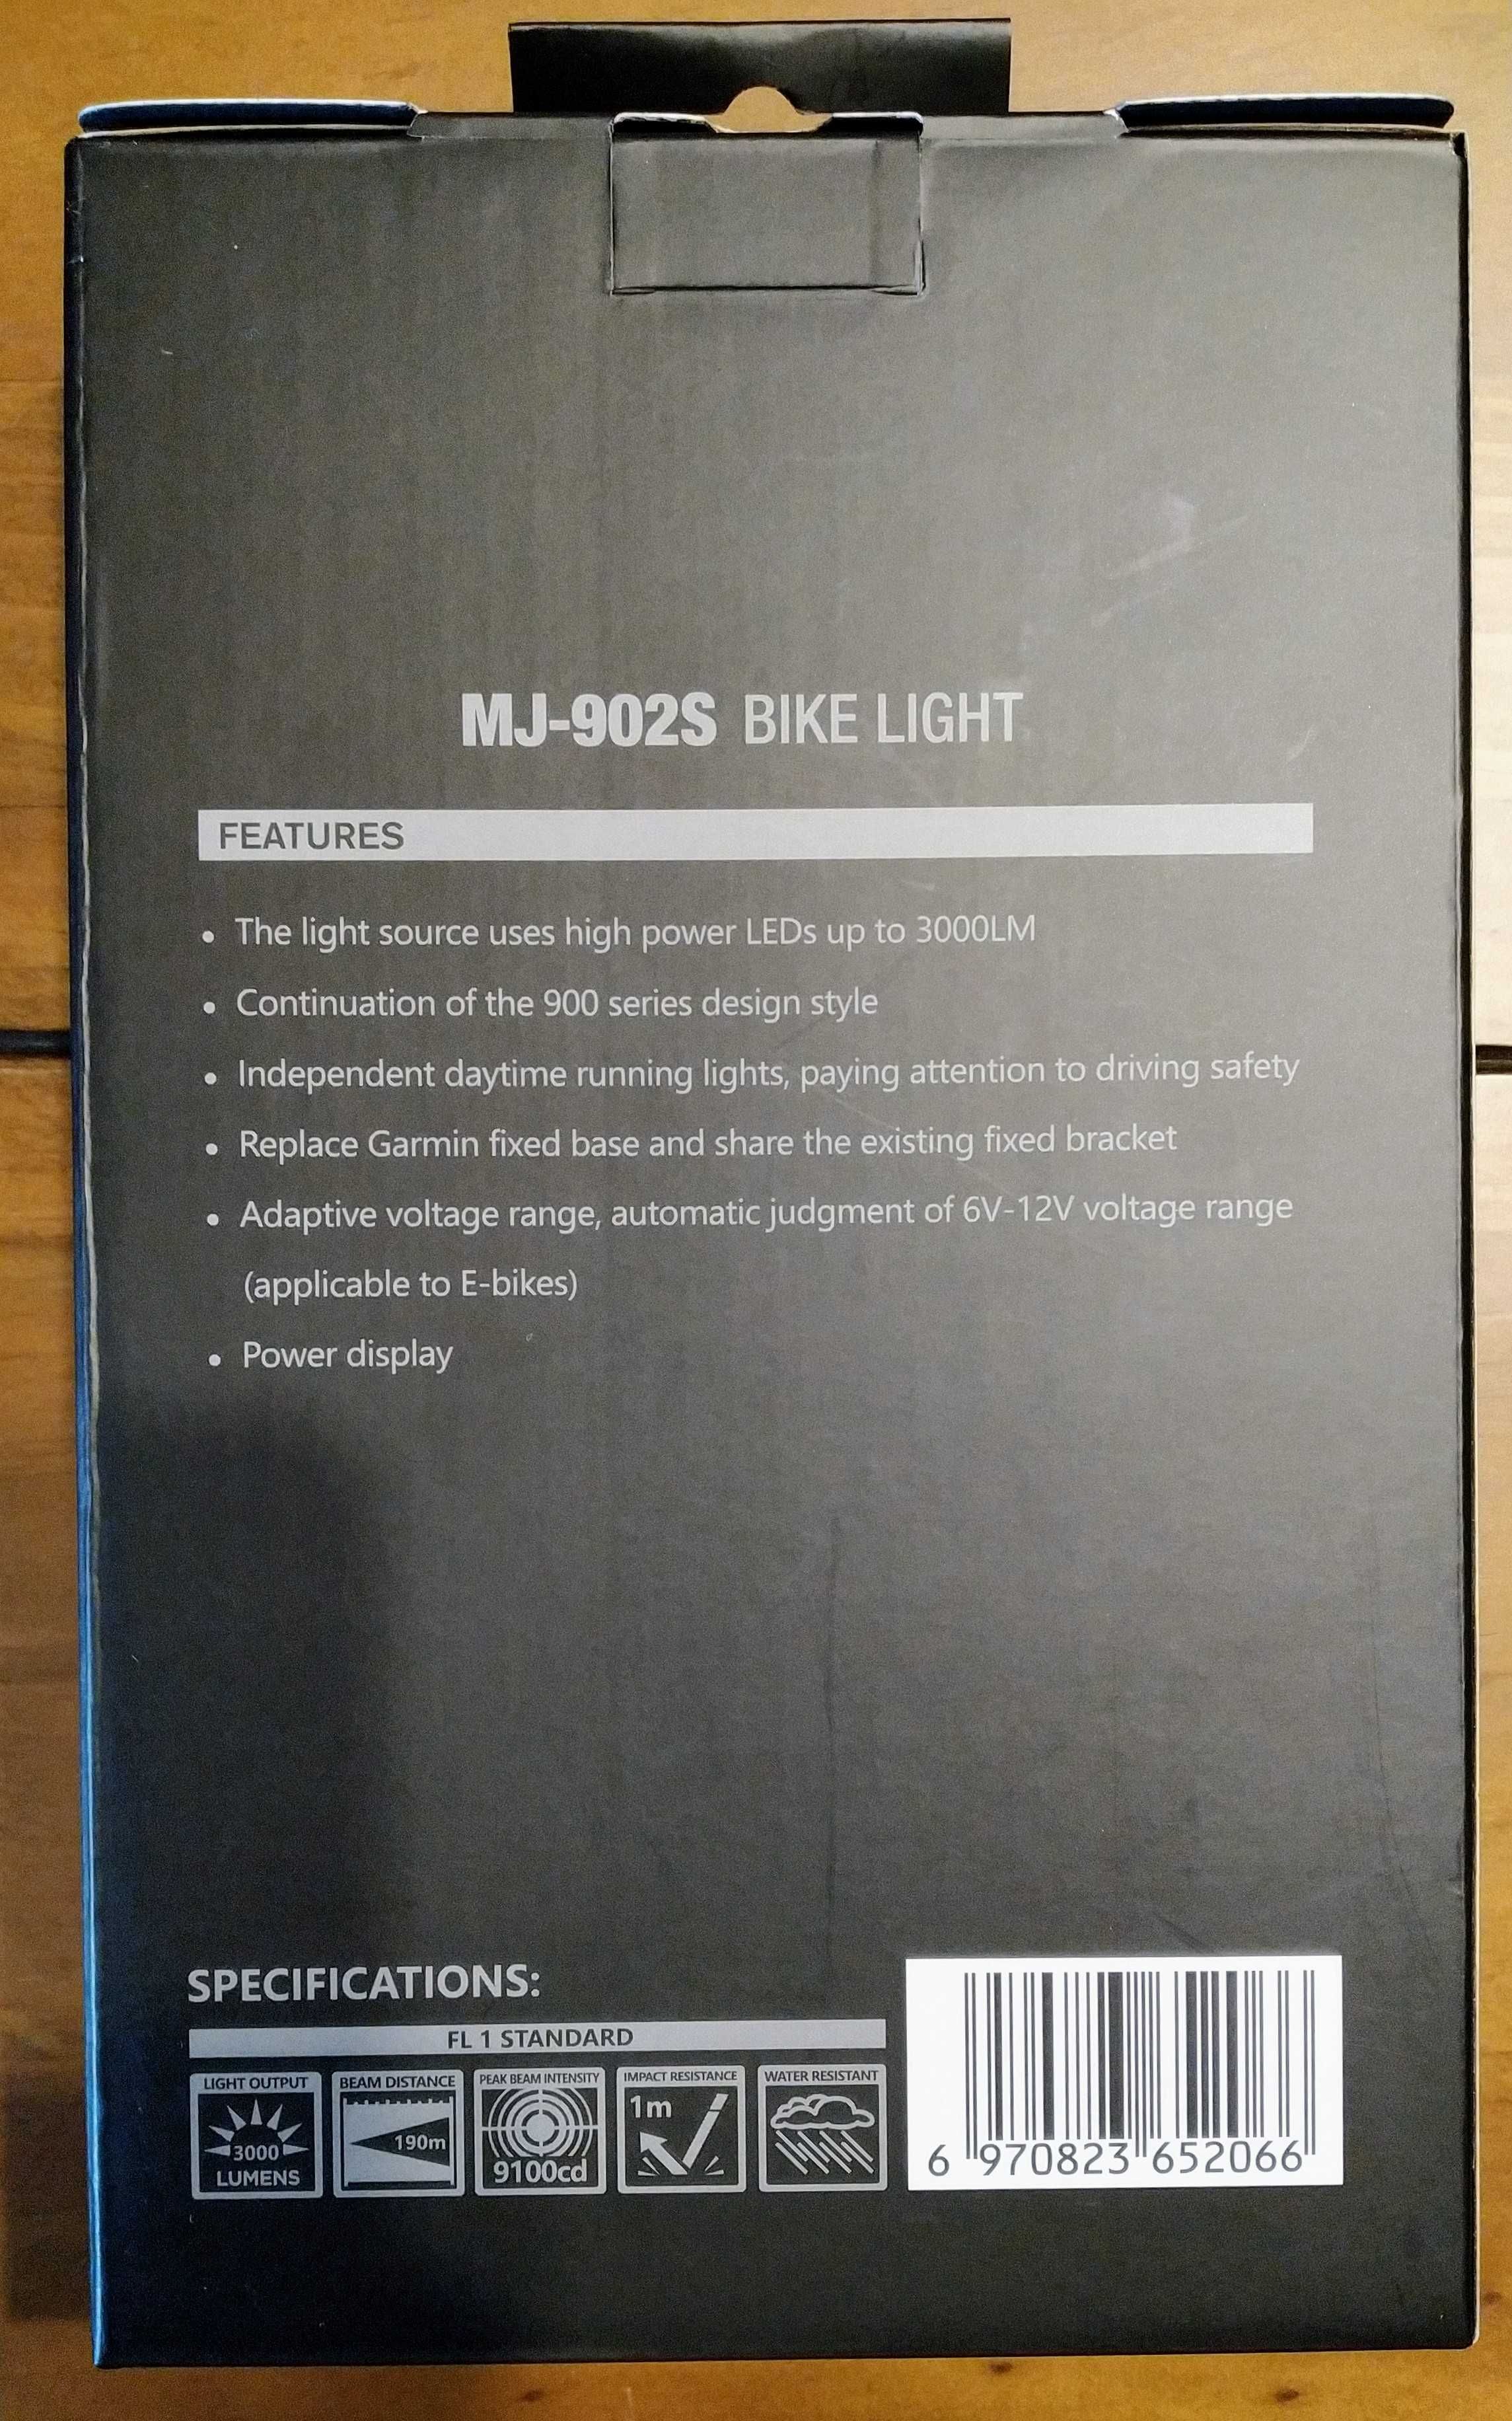 MJ-902S BIKE LIGHT
FEATURES
• The light source uses high power LEDs up to 3000LM
• Continuation of the 900 series design style
• Independent daytime running lights, paying attention to driving safety
• Replace Garmin fixed base and share the existing fixed bracket
• Adaptive voltage range, automatic judgment of 6V-12V voltage range
(applicable to E-bikes)
• Power display
SPECIFICATIONS:
FL 1 STANDARD
LIGHT OUTPUT
3000
LUMENS
BEAM DISTANCE
190m
PEAK BEAM INTENSITY
9100cd
IMPACT RESISTANCE
1m
WATER RESISTANT
6 970823 652066